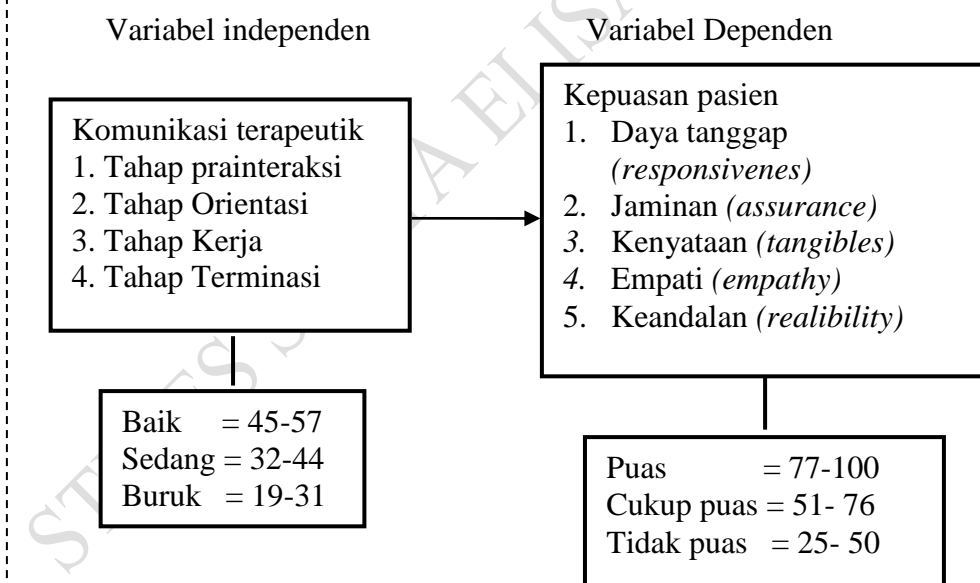 Variabel independen
Variabel Dependen
Komunikasi terapeutik
1. Tahap prainteraksi
2. Tahap Orientasi
3. Tahap Kerja
4. Tahap Terminasi
Kepuasan pasien
1. Daya tanggap
(responsivenes)
2. Jaminan (assurance)
3. Kenyataan (tangibles)
4. Empati (empathy)
5. Keandalan (realibility)
Baik = 45-57
Sedang = 32-44
Buruk = 19-31
Puas = 77-100
Cukup puas = 51- 76
Tidak puas = 25- 50